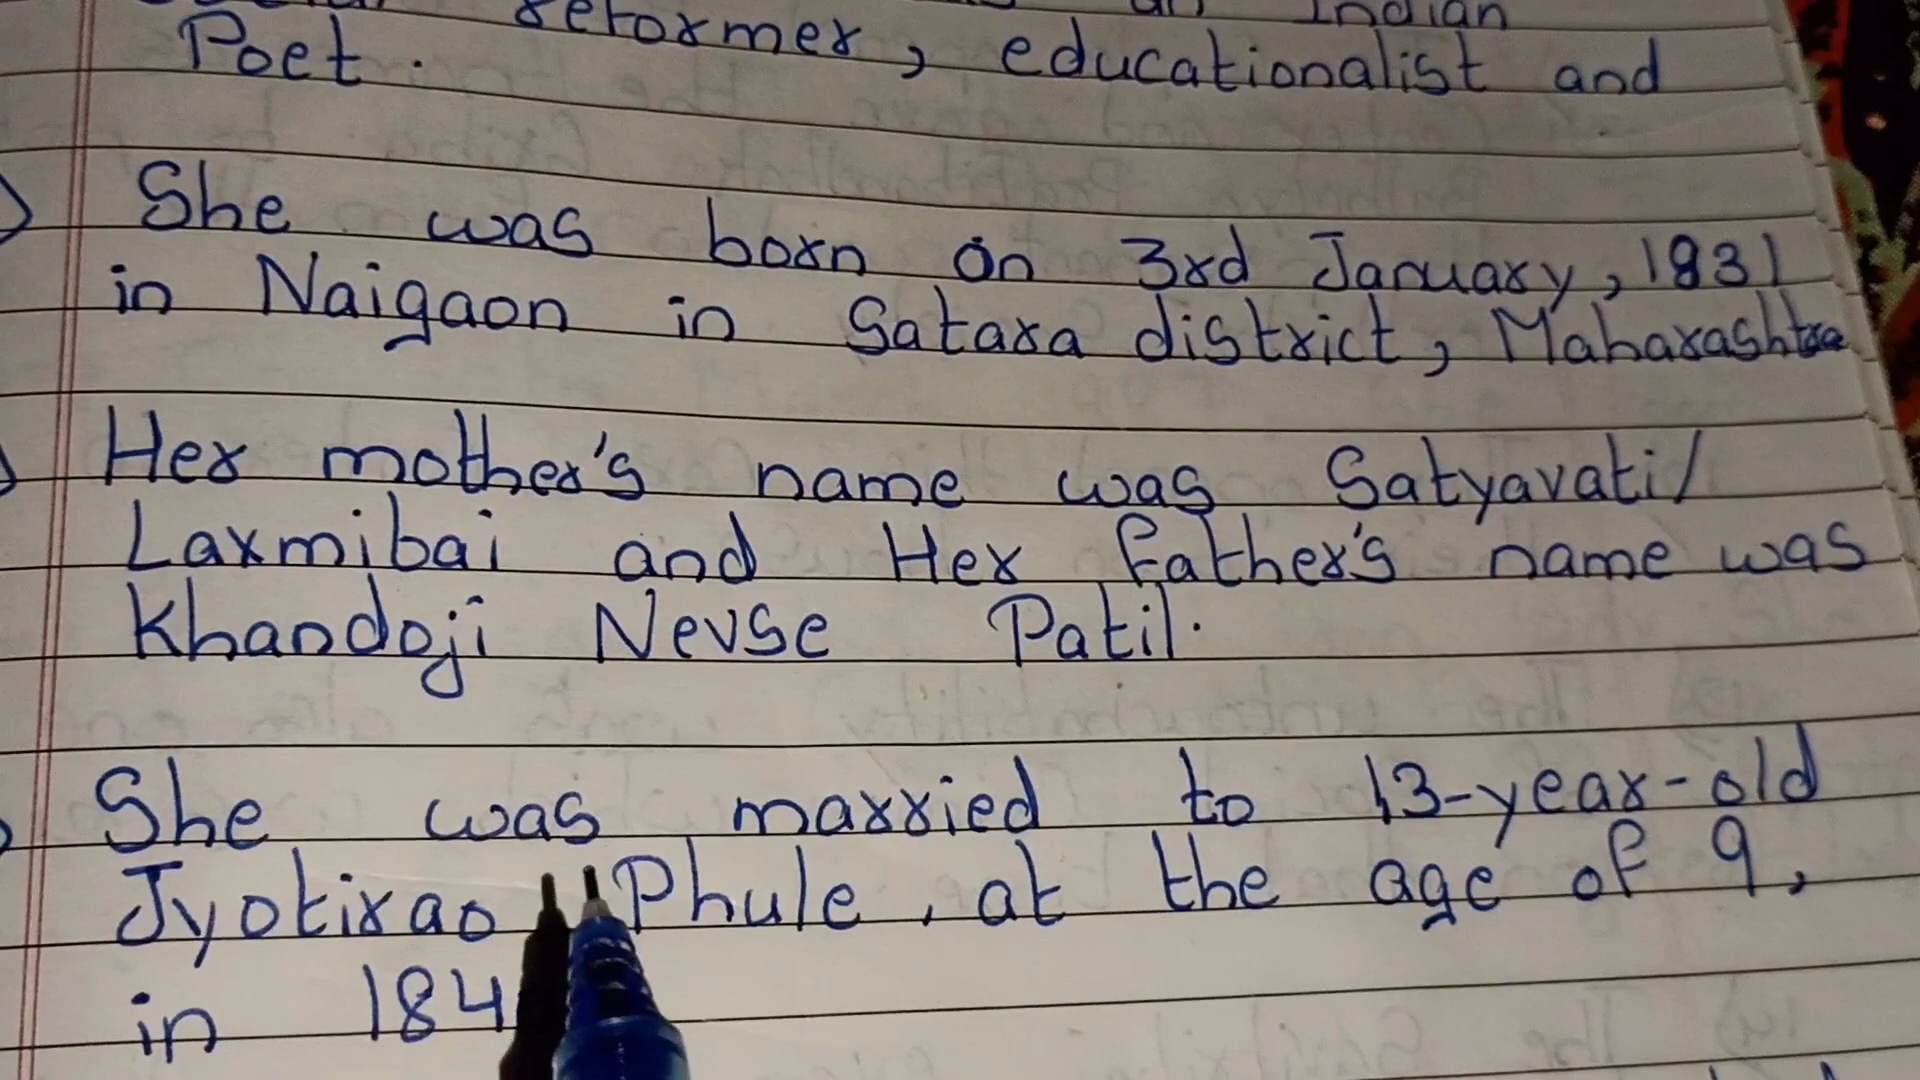 reformer, educationalist and
Poet.
She was born on 3rd January, 1831
in Naigaon in Satara district, Maharashtra
Her mother's name was Satyavati/
Laxmibai and Her father's name was
Khandoji Nevse Patil.
She was married to 13-year-old
Jyotirao Phule, at the age of 9,
in 184